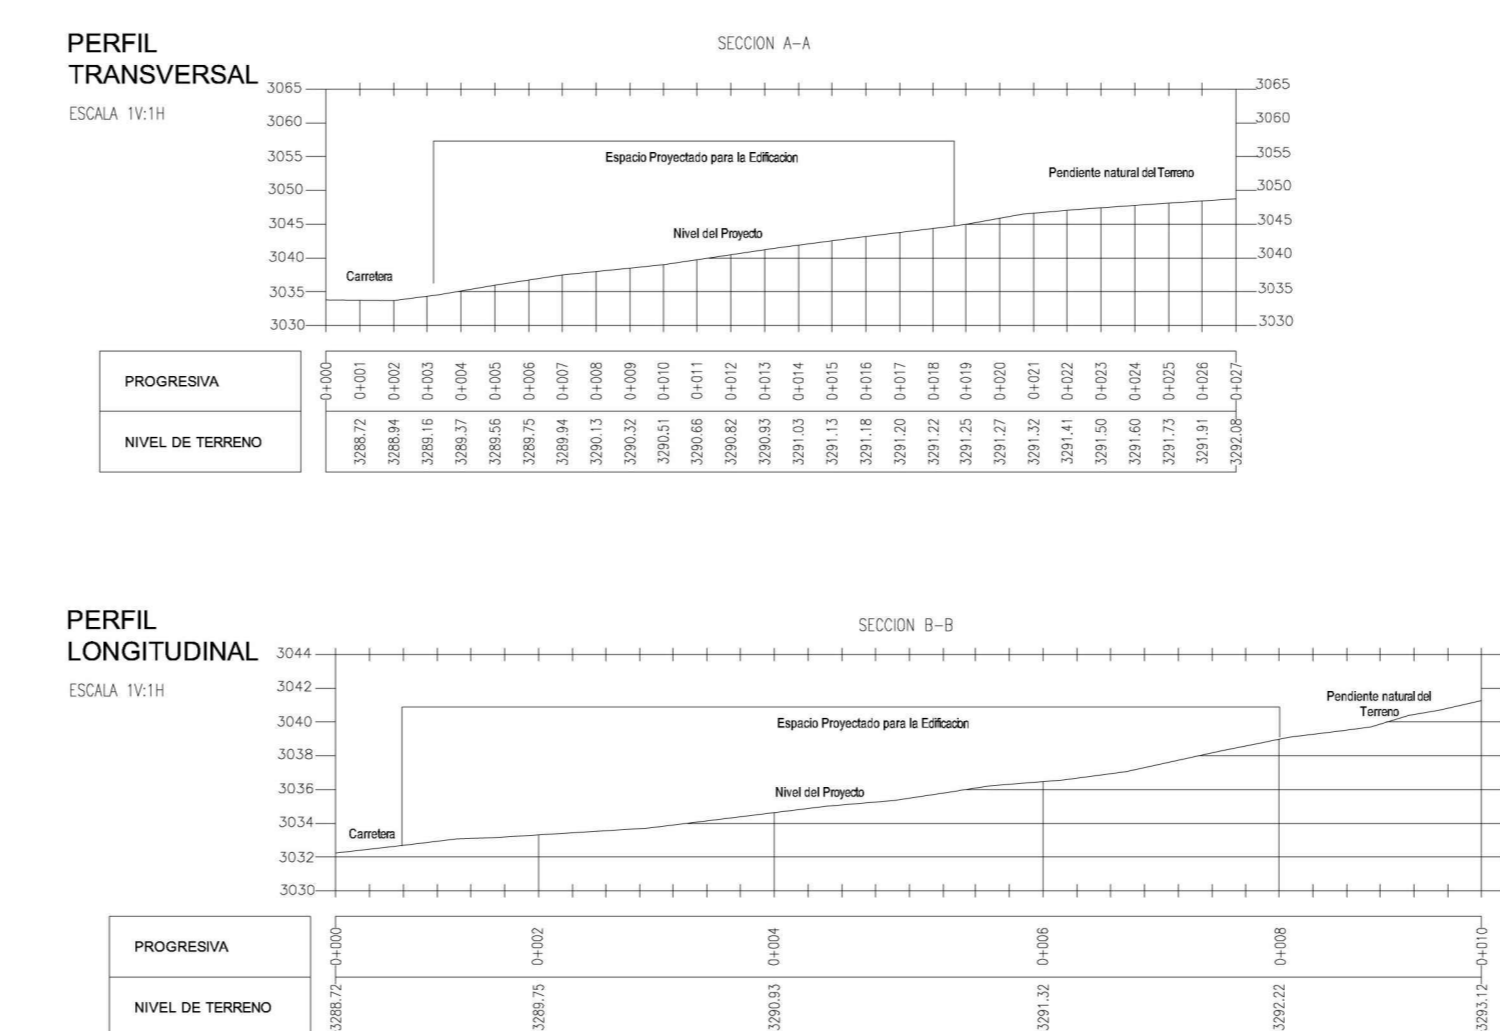 PERFIL
TRANSVERSAL
ESCALA 1V:1H
SECCION A-A
3065 3065
3060 3060
3055 3055
3050 3050
3045 3045
3040 3040
3035 3035
3030 3030
Espacio Proyectado para la Edificacion
Pendiente natural del Terreno
Nivel del Proyecto
Carretera
PROGRESIVA 0+000 0+001 0+002 0+003 0+004 0+005 0+006 0+007 0+008 0+009 0+010 0+011 0+012 0+013 0+014 0+015 0+016 0+017 0+018 0+019 0+020 0+021 0+022 0+023 0+024 0+025 0+026 0+027
NIVEL DE TERRENO 3288.72 3288.94 3289.16 3289.37 3289.56 3289.75 3289.94 3290.13 3290.32 3290.51 3290.66 3290.82 3290.93 3291.03 3291.13 3291.18 3291.20 3291.22 3291.25 3291.27 3291.32 3291.41 3291.50 3291.60 3291.73 3291.91 3292.08
PERFIL
LONGITUDINAL
ESCALA 1V:1H
SECCION B-B
3044
3042
3040
3038
3036
3034
3032
3030
Pendiente natural del
Terreno
Espacio Proyectado para la Edificacion
Nivel del Proyecto
Carretera
PROGRESIVA 0+000 0+002 0+004 0+006 0+008 0+010
NIVEL DE TERRENO 3288.72 3289.75 3290.93 3291.32 3292.22 3293.12